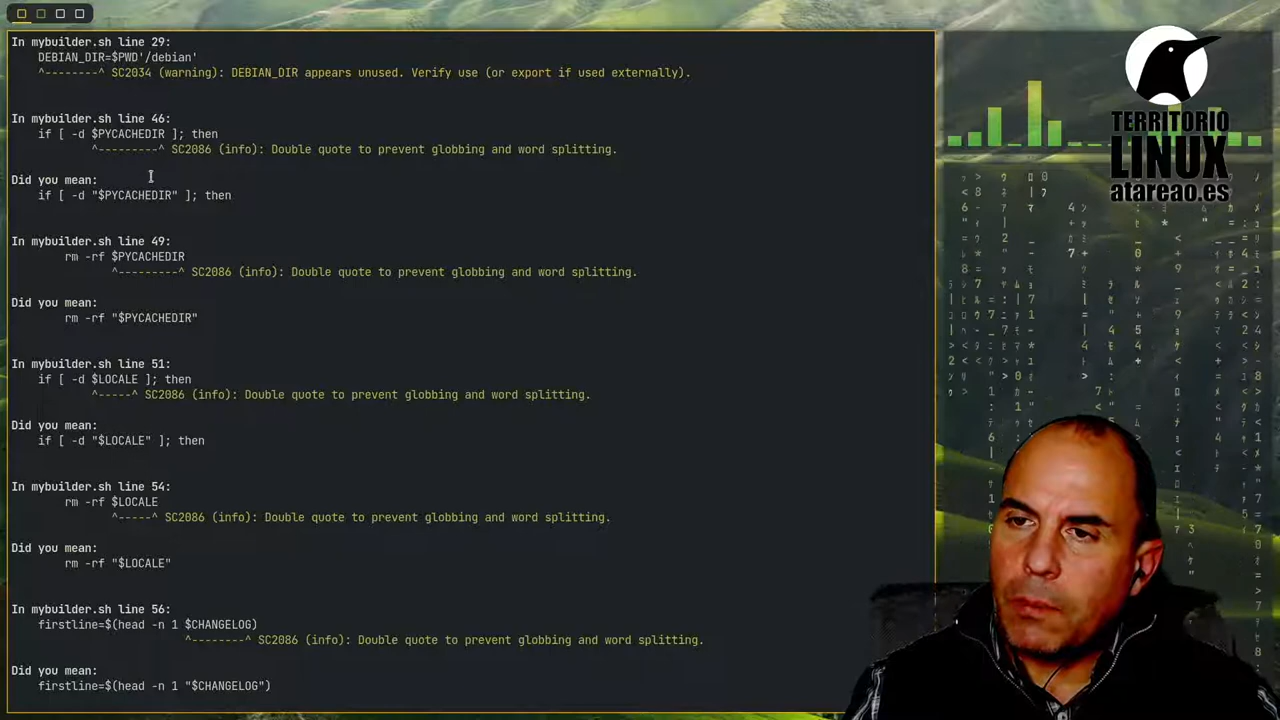 In mybuilder.sh line 29:
DEBIAN_DIR=$PWD'/debian'
^--------^ SC2034 (warning): DEBIAN_DIR appears unused. Verify use (or export if used externally).
In mybuilder.sh line 46:
if [ -d $PYCACHEDIR ]; then
^---------^ SC2086 (info): Double quote to prevent globbing and word splitting.
Did you mean:
if [ -d "$PYCACHEDIR" ]; then
In mybuilder.sh line 49:
rm -rf $PYCACHEDIR
^---------^ SC2086 (info): Double quote to prevent globbing and word splitting.
Did you mean:
rm -rf "$PYCACHEDIR"
In mybuilder.sh line 51:
if [ -d $LOCALE ]; then
^-----^ SC2086 (info): Double quote to prevent globbing and word splitting.
Did you mean:
if [ -d "$LOCALE" ]; then
In mybuilder.sh line 54:
rm -rf $LOCALE
^-----^ SC2086 (info): Double quote to prevent globbing and word splitting.
Did you mean:
rm -rf "$LOCALE"
In mybuilder.sh line 56:
firstline=$(head -n 1 $CHANGELOG)
^--------^ SC2086 (info): Double quote to prevent globbing and word splitting.
Did you mean:
firstline=$(head -n 1 "$CHANGELOG")
TERRITORIO
LINUX
atareao.es